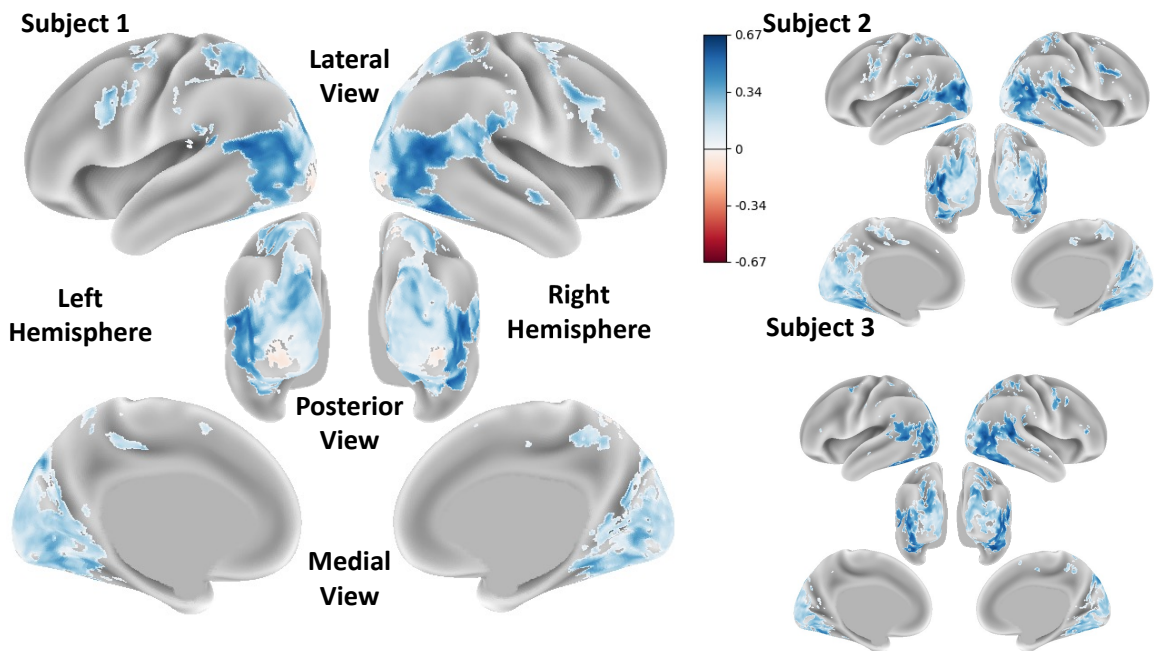 Subject 1
Lateral
View
Left
Hemisphere
Right
Hemisphere
Posterior
View
Medial
View
0.67
0.34
0
-0.34
-0.67
Subject 2
Subject 3